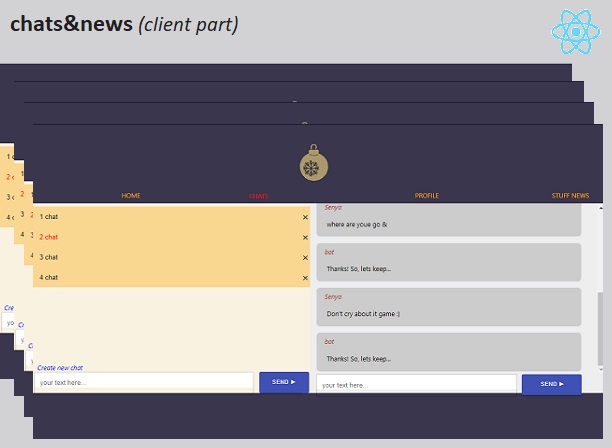 chats&news (client part)
HOME CHATS PROFILE STUFF NEWS
1 chat ×
2 chat ×
3 chat ×
4 chat ×
Create new chat
your text here... SEND ►
Senya
where are youe go &
bot
Thanks! So, lets keep...
Senya
Don't cry about it game :)
bot
Thanks! So, lets keep...
your text here... SEND ►